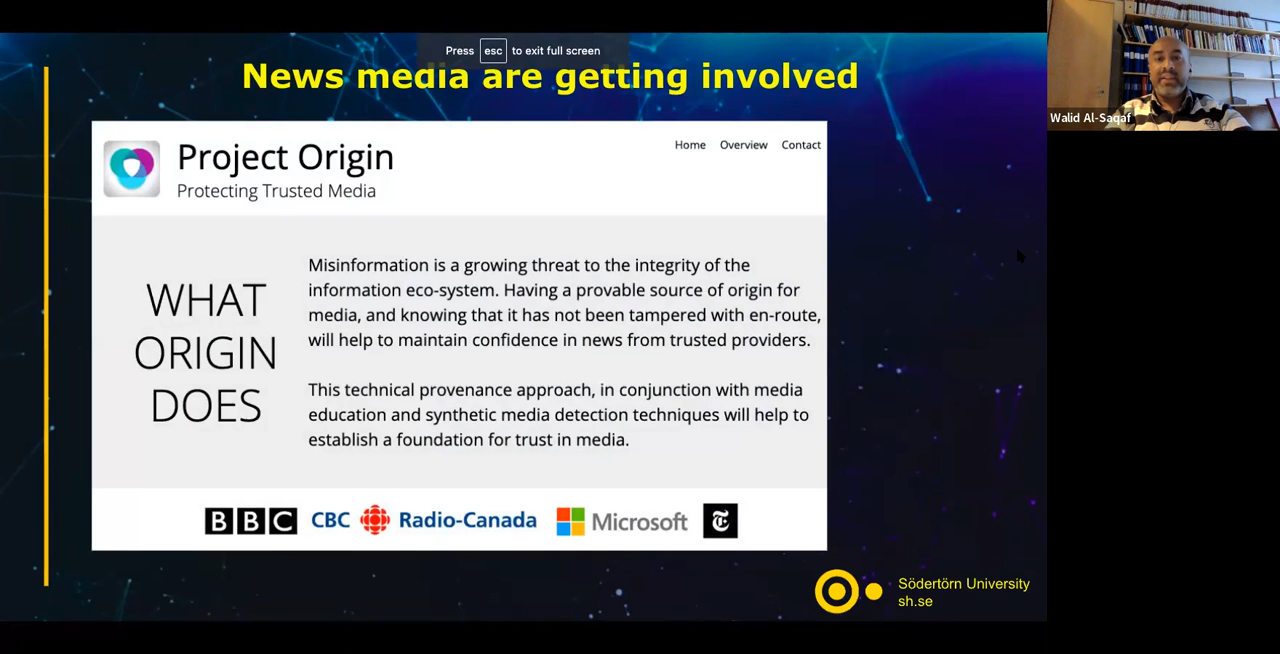 Press esc to exit full screen
News media are getting involved
Project Origin
Protecting Trusted Media
Home Overview Contact
WHAT
ORIGIN
DOES
Misinformation is a growing threat to the integrity of the
information eco-system. Having a provable source of origin for
media, and knowing that it has not been tampered with en-route,
will help to maintain confidence in news from trusted providers.
This technical provenance approach, in conjunction with media
education and synthetic media detection techniques will help to
establish a foundation for trust in media.
BBC CBC Radio-Canada Microsoft T
Södertörn University
sh.se
Walid Al-Saqaf